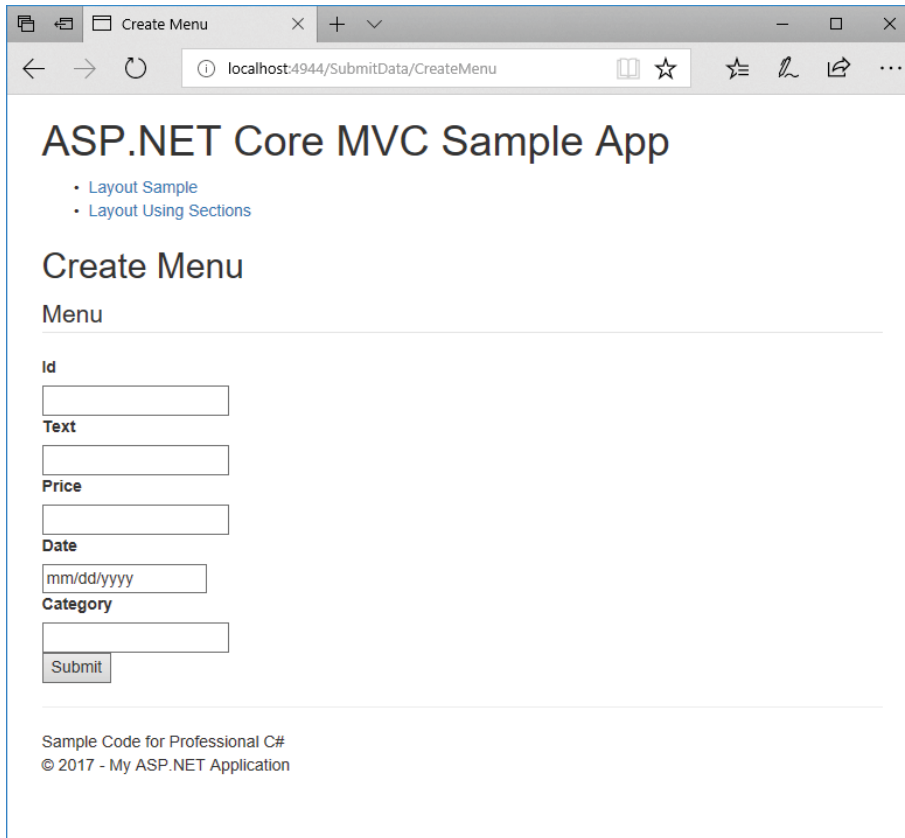 Create Menu
localhost:4944/SubmitData/CreateMenu
ASP.NET Core MVC Sample App
• Layout Sample
• Layout Using Sections
Create Menu
Menu
Id
Text
Price
Date
mm/dd/yyyy
Category
Submit
Sample Code for Professional C#
© 2017 - My ASP.NET Application